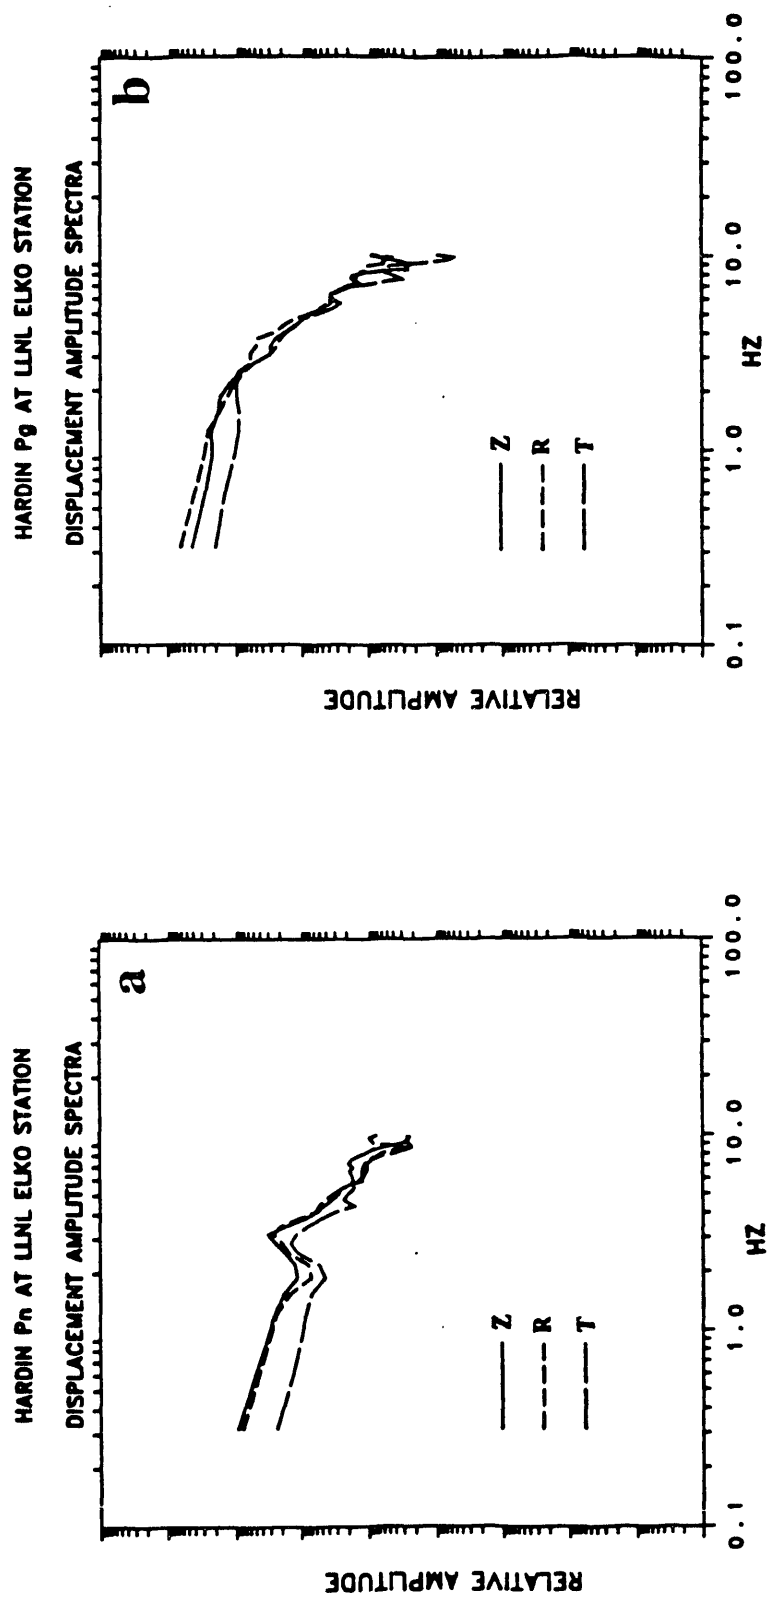 HARDIN Pn AT LLNL ELKO STATION
DISPLACEMENT AMPLITUDE SPECTRA
a
RELATIVE AMPLITUDE
Z
R
T
0.1
1.0
10.0
100.0
HZ
HARDIN Pg AT LLNL ELKO STATION
DISPLACEMENT AMPLITUDE SPECTRA
b
RELATIVE AMPLITUDE
Z
R
T
0.1
1.0
10.0
100.0
HZ